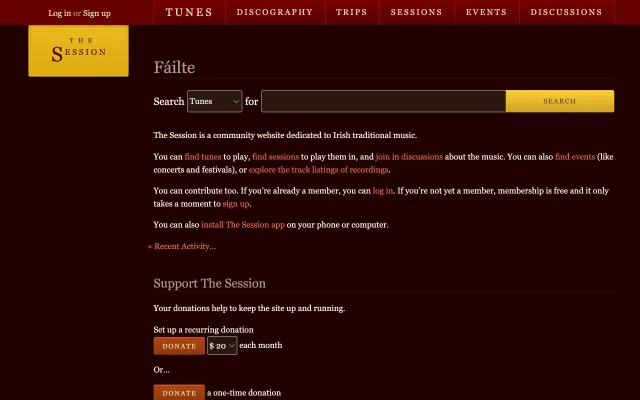 Log in or Sign up
TUNES
DISCOGRAPHY
TRIPS
SESSIONS
EVENTS
DISCUSSIONS
THE
SESSION
Fáilte
Search Tunes for SEARCH
The Session is a community website dedicated to Irish traditional music.
You can find tunes to play, find sessions to play them in, and join in discussions about the music. You can also find events (like
concerts and festivals), or explore the track listings of recordings.
You can contribute too. If you're already a member, you can log in. If you're not yet a member, membership is free and it only
takes a moment to sign up.
You can also install The Session app on your phone or computer.
» Recent Activity…
Support The Session
Your donations help to keep the site up and running.
Set up a recurring donation
DONATE $ 20 each month
Or…
DONATE a one-time donation